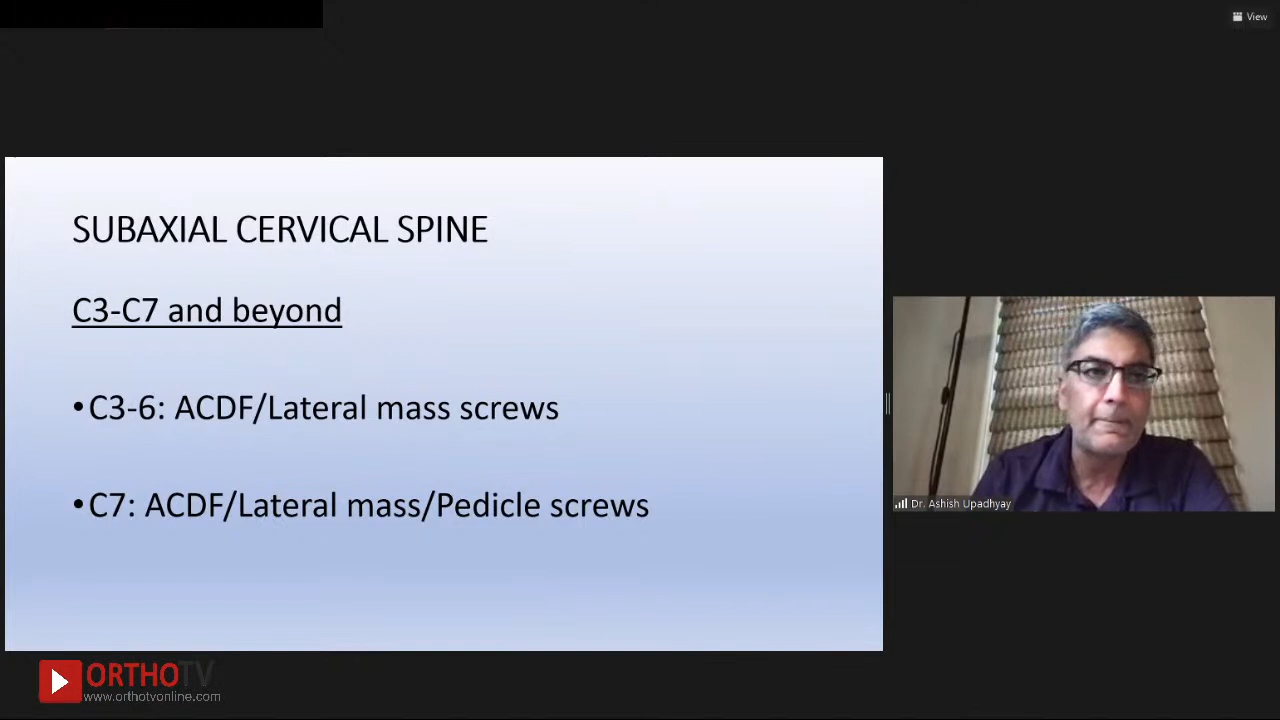 View
SUBAXIAL CERVICAL SPINE
C3-C7 and beyond
•C3-6: ACDF/Lateral mass screws
•C7: ACDF/Lateral mass/Pedicle screws
Dr. Ashish Upadhyay
ORTHOTV
www.orthotvonline.com